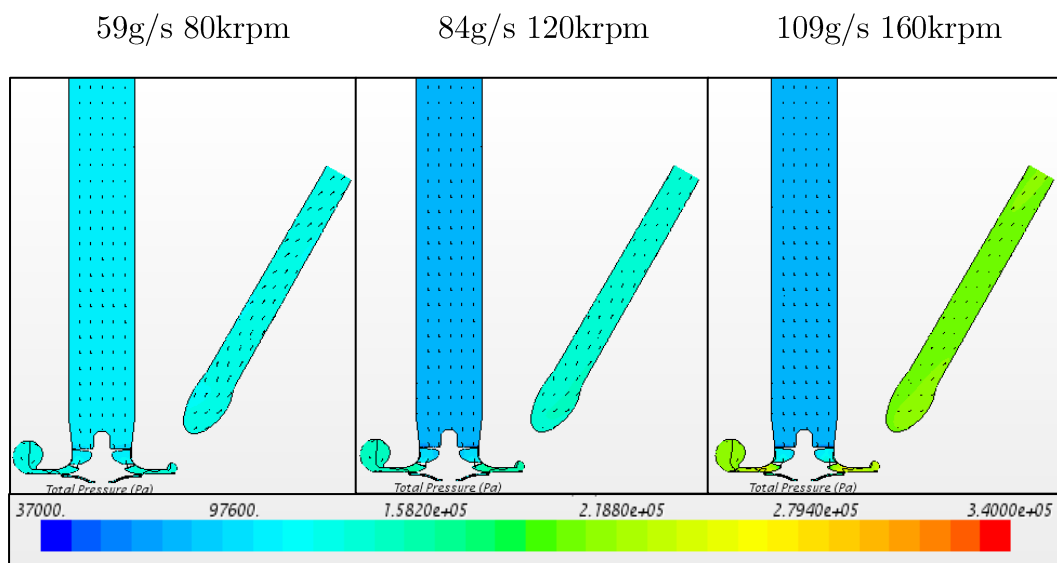 59g/s 80krpm 84g/s 120krpm 109g/s 160krpm
Total Pressure (Pa) Total Pressure (Pa) Total Pressure (Pa)
37000. 97600. 1.5820e+05 2.1880e+05 2.7940e+05 3.4000e+05